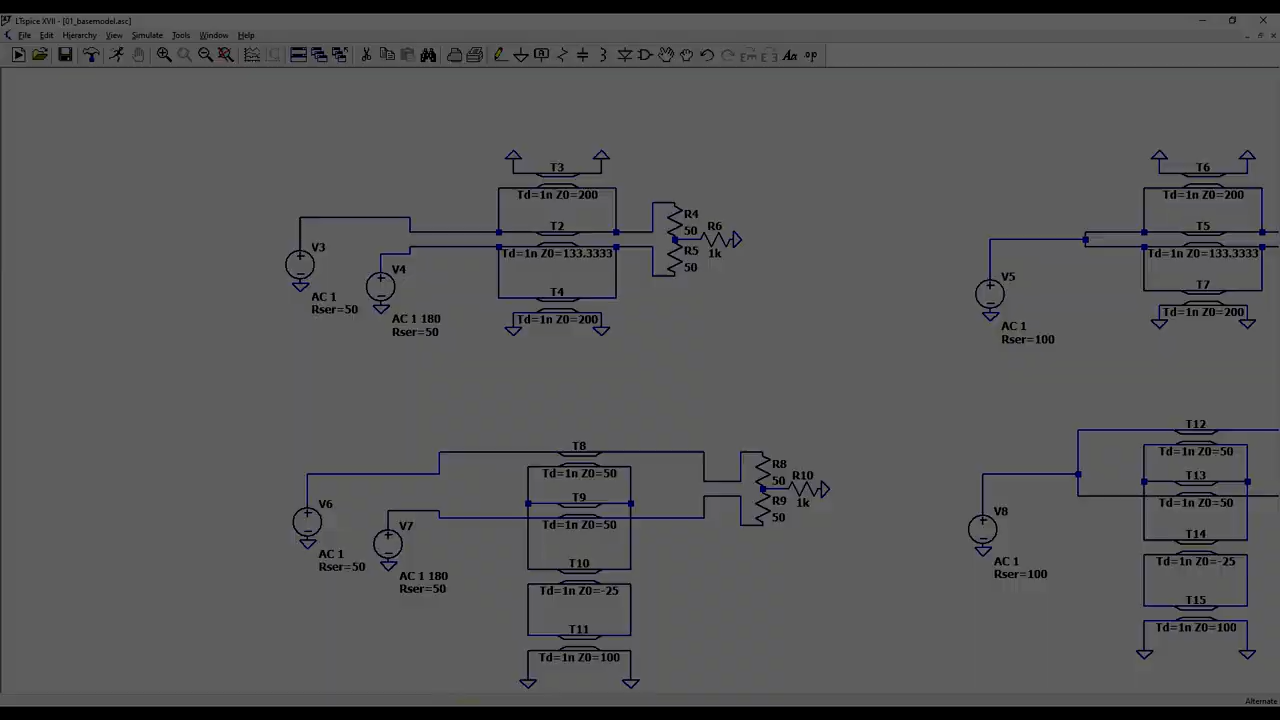 LTspice XVII - [01_basemodel.asc]
File Edit Hierarchy View Simulate Tools Window Help
T3
Td=1n Z0=200
T2
Td=1n Z0=133.3333
T4
Td=1n Z0=200
V3
AC 1
Rser=50
V4
AC 1 180
Rser=50
R4
50
R5
50
R6
1k
T6
Td=1n Z0=200
T5
Td=1n Z0=133.3333
T7
Td=1n Z0=200
V5
AC 1
Rser=100
T8
Td=1n Z0=50
T9
Td=1n Z0=50
T10
Td=1n Z0=-25
T11
Td=1n Z0=100
V6
AC 1
Rser=50
V7
AC 1 180
Rser=50
R8
50
R9
50
R10
1k
T12
Td=1n Z0=50
T13
Td=1n Z0=50
T14
Td=1n Z0=-25
T15
Td=1n Z0=100
V8
AC 1
Rser=100
Alternate